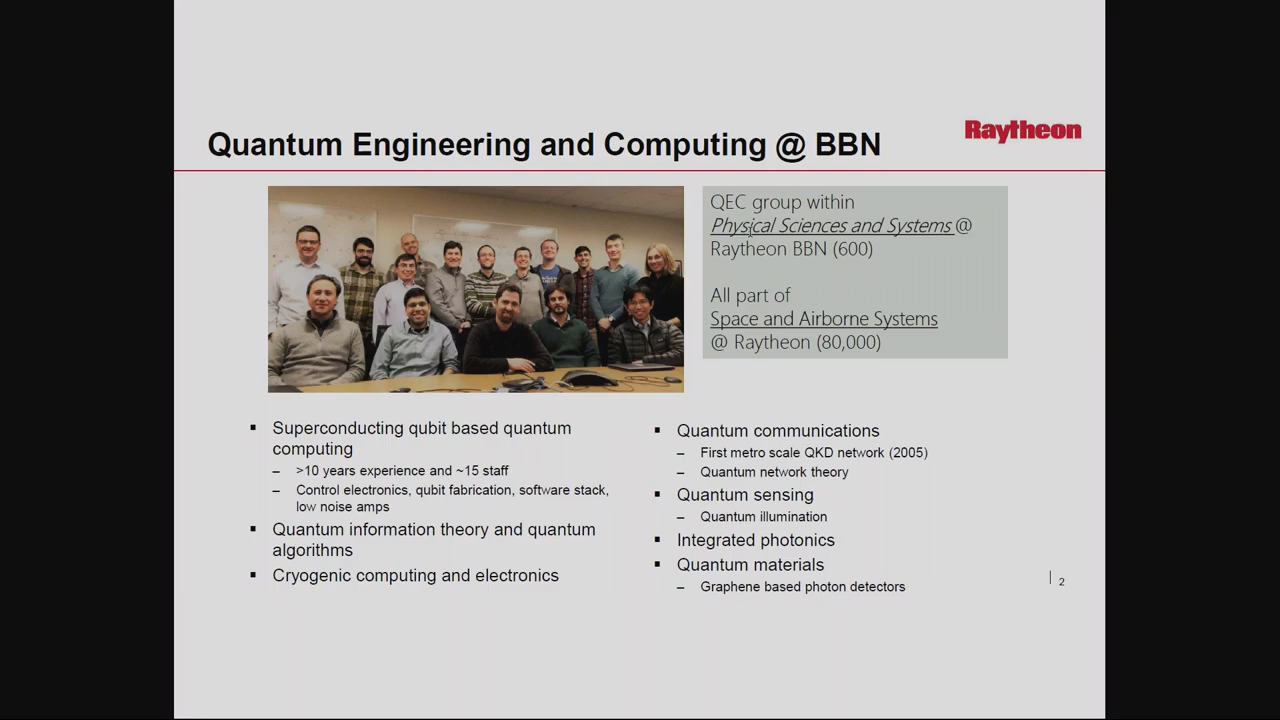 Quantum Engineering and Computing @ BBN
Raytheon
QEC group within
Physical Sciences and Systems @
Raytheon BBN (600)
All part of
Space and Airborne Systems
@ Raytheon (80,000)
▪ Superconducting qubit based quantum
computing
– >10 years experience and ~15 staff
– Control electronics, qubit fabrication, software stack,
low noise amps
▪ Quantum information theory and quantum
algorithms
▪ Cryogenic computing and electronics
▪ Quantum communications
– First metro scale QKD network (2005)
– Quantum network theory
▪ Quantum sensing
– Quantum illumination
▪ Integrated photonics
▪ Quantum materials
– Graphene based photon detectors
| 2